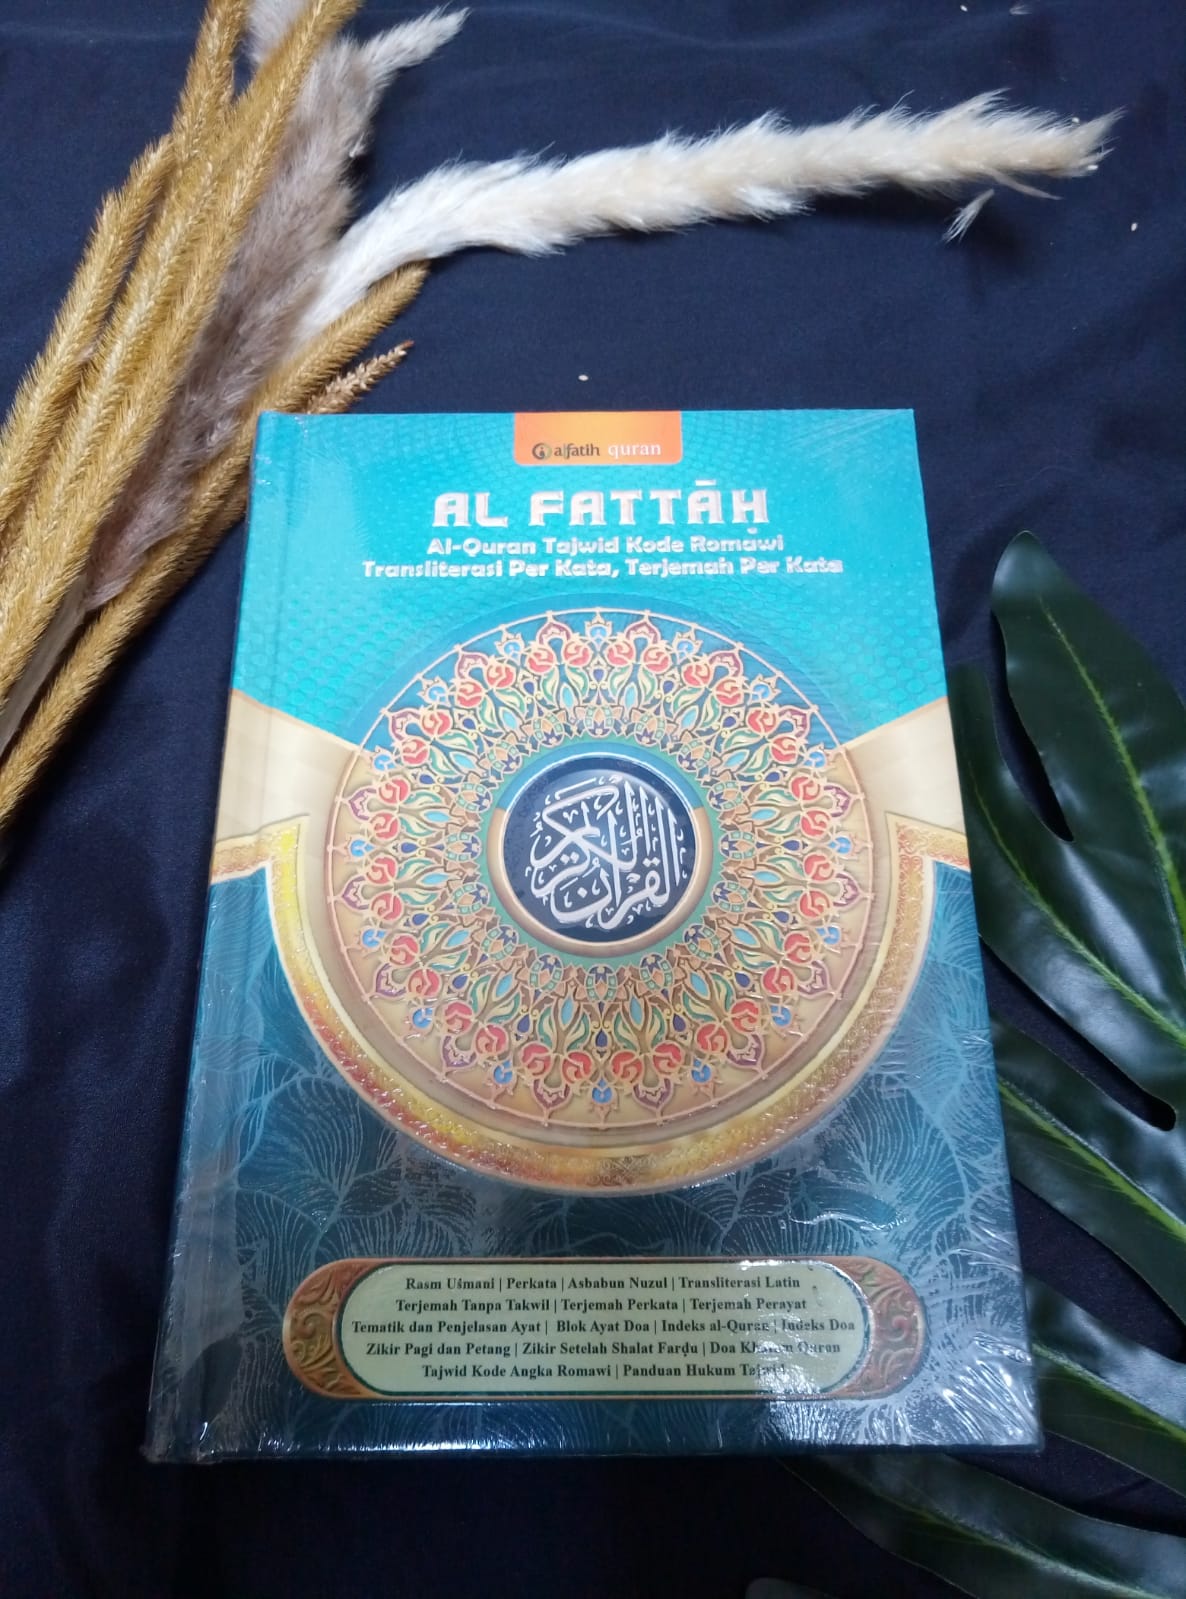 alfatih quran
AL FATTĀḤ
Al-Quran Tajwid Kode Romawi
Transliterasi Per Kata, Terjemah Per Kata
القرآن الكريم
Rasm Uśmani | Perkata | Asbabun Nuzul | Transliterasi Latin
Terjemah Tanpa Takwil | Terjemah Perkata | Terjemah Perayat
Tematik dan Penjelasan Ayat | Blok Ayat Doa | Indeks al-Quran | Indeks Doa
Zikir Pagi dan Petang | Zikir Setelah Shalat Farḍu | Doa Khatam Quran
Tajwid Kode Angka Romawi | Panduan Hukum Tajwid